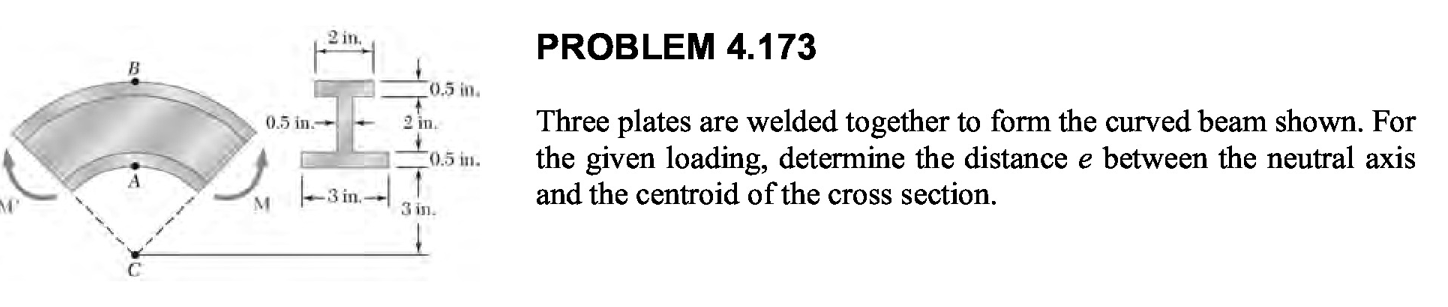 PROBLEM 4.173
Three plates are welded together to form the curved beam shown. For
the given loading, determine the distance e between the neutral axis
and the centroid of the cross section.
2 in.
B
0.5 in.
0.5 in.
2 in.
0.5 in.
A
M'
M
3 in.
3 in.
C